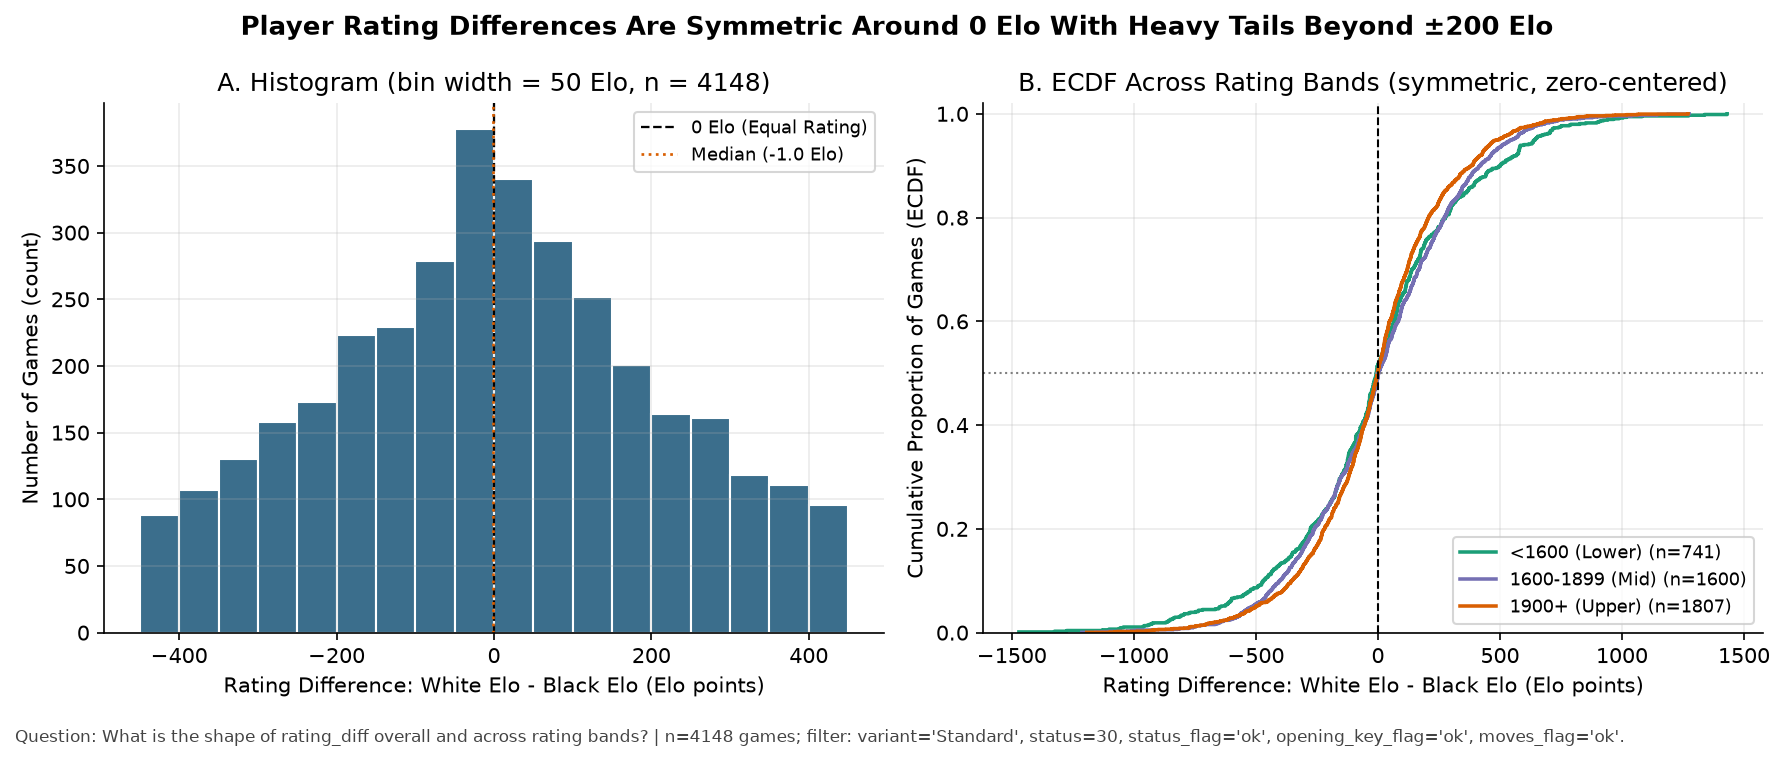 Player Rating Differences Are Symmetric Around 0 Elo With Heavy Tails Beyond ±200 Elo
A. Histogram (bin width = 50 Elo, n = 4148)
Number of Games (count)
350
300
250
200
150
100
50
0
−400
−200
0
200
400
Rating Difference: White Elo - Black Elo (Elo points)
0 Elo (Equal Rating)
Median (-1.0 Elo)
B. ECDF Across Rating Bands (symmetric, zero-centered)
Cumulative Proportion of Games (ECDF)
1.0
0.8
0.6
0.4
0.2
0.0
−1500
−1000
−500
0
500
1000
1500
Rating Difference: White Elo - Black Elo (Elo points)
<1600 (Lower) (n=741)
1600-1899 (Mid) (n=1600)
1900+ (Upper) (n=1807)
Question: What is the shape of rating_diff overall and across rating bands? | n=4148 games; filter: variant='Standard', status=30, status_flag='ok', opening_key_flag='ok', moves_flag='ok'.